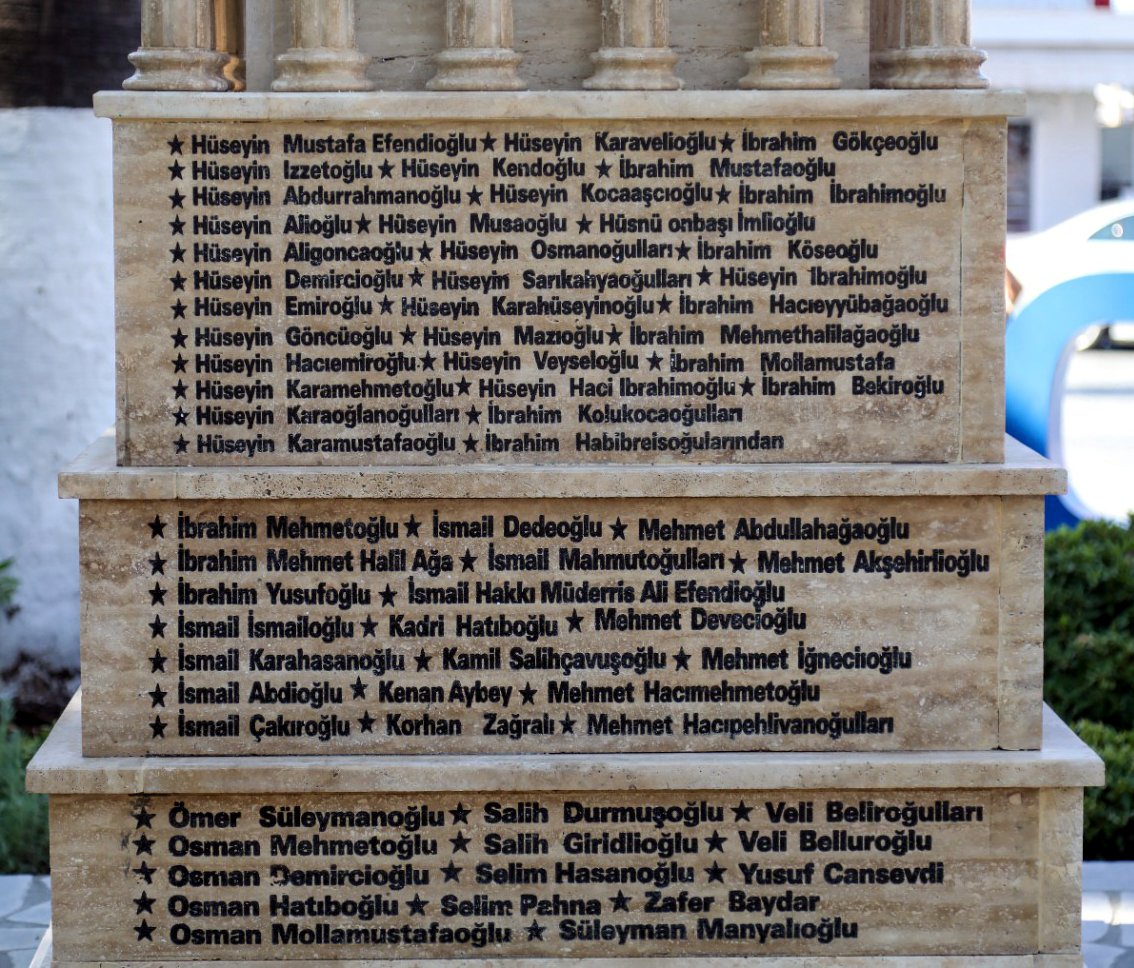 ★ Hüseyin Mustafa Efendioğlu ★ Hüseyin Karavelioğlu ★ İbrahim Gökçeoğlu
★ Hüseyin Izzetoğlu ★ Hüseyin Kendoğlu ★ İbrahim Mustafaoğlu
★ Hüseyin Abdurrahmanoğlu ★ Hüseyin Kocaaşcıoğlu ★ İbrahim İbrahimoğlu
★ Hüseyin Alioğlu ★ Hüseyin Musaoğlu ★ Hüsnü onbaşı İmlioğlu
★ Hüseyin Aligoncaoğlu ★ Hüseyin Osmanoğulları ★ İbrahim Köseoğlu
★ Hüseyin Demircioğlu ★ Hüseyin Sarıkahyaoğulları ★ Hüseyin İbrahimoğlu
★ Hüseyin Emiroğlu ★ Hüseyin Karahüseyinoğlu ★ İbrahim Hacıeyyübağaoğlu
★ Hüseyin Göncüoğlu ★ Hüseyin Mazıoğlu ★ İbrahim Mehmethalilağaoğlu
★ Hüseyin Hacıemiroğlu ★ Hüseyin Veyseloğlu ★ İbrahim Mollamustafa
★ Hüseyin Karamehmetoğlu ★ Hüseyin Haci İbrahimoğlu ★ İbrahim Bekiroğlu
★ Hüseyin Karaoğlanoğulları ★ İbrahim Kolukocaoğulları
★ Hüseyin Karamustafaoğlu ★ İbrahim Habibreisoğularından
★ İbrahim Mehmetoğlu ★ İsmail Dedeoğlu ★ Mehmet Abdullahağaoğlu
★ İbrahim Mehmet Halil Ağa ★ İsmail Mahmutoğulları ★ Mehmet Akşehirlioğlu
★ İbrahim Yusufoğlu ★ İsmail Hakkı Müderris Ali Efendioğlu
★ İsmail İsmailoğlu ★ Kadri Hatıboğlu ★ Mehmet Devecioğlu
★ İsmail Karahasanoğlu ★ Kamil Salihçavuşoğlu ★ Mehmet İğnecioğlu
★ İsmail Abdioğlu ★ Kenan Aybey ★ Mehmet Hacımehmetoğlu
★ İsmail Çakıroğlu ★ Korhan Zağralı ★ Mehmet Hacıpehlivanoğulları
★ Ömer Süleymanoğlu ★ Salih Durmuşoğlu ★ Veli Beliroğulları
★ Osman Mehmetoğlu ★ Salih Giridlioğlu ★ Veli Belluroğlu
★ Osman Demircioğlu ★ Selim Hasanoğlu ★ Yusuf Cansevdi
★ Osman Hatıboğlu ★ Selim Pahna ★ Zafer Baydar
★ Osman Mollamustafaoğlu ★ Süleyman Manyalıoğlu